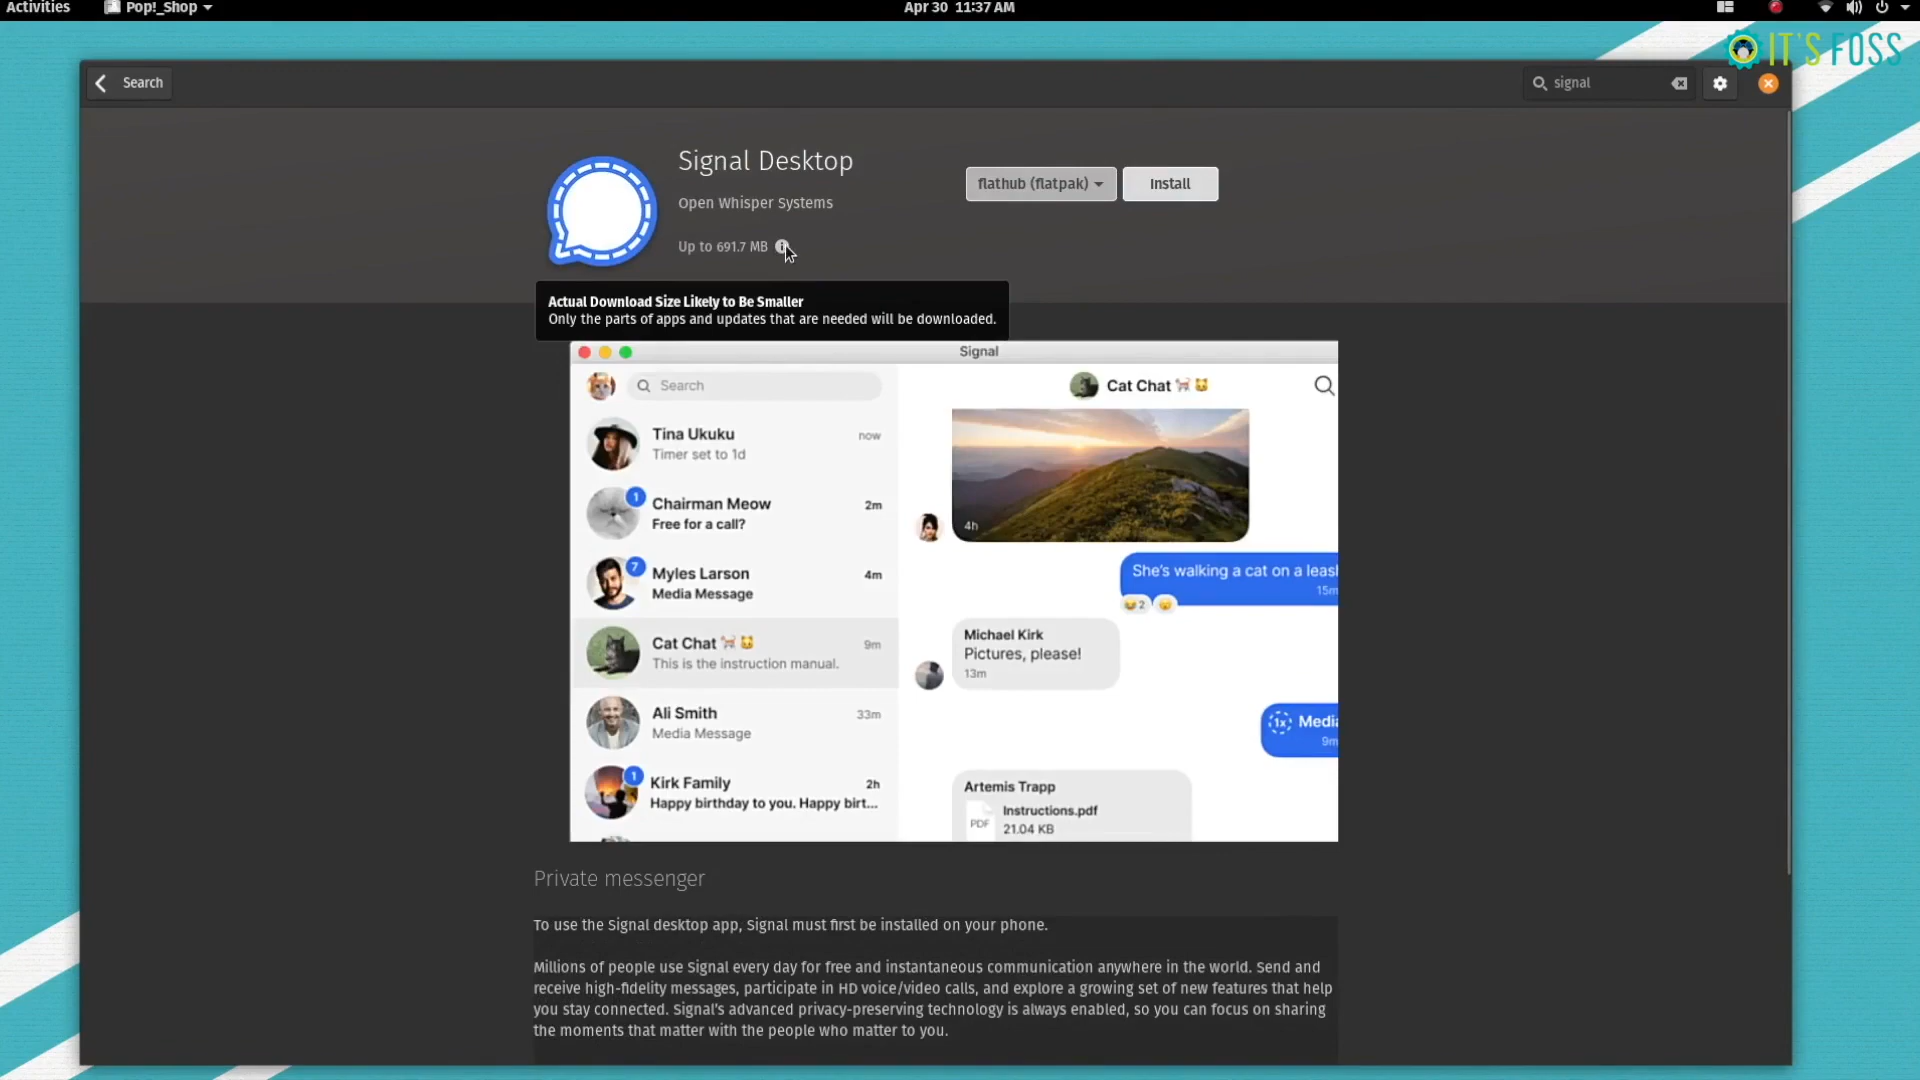 Activities
Pop!_Shop
Apr 30 11:37 AM
IT'S FOSS
Search
signal
Signal Desktop
Open Whisper Systems
Up to 691.7 MB
flathub (flatpak)
Install
Actual Download Size Likely to Be Smaller
Only the parts of apps and updates that are needed will be downloaded.
Signal
Search
Tina Ukuku
now
Timer set to 1d
Chairman Meow
2m
Free for a call?
1
Myles Larson
4m
Media Message
7
Cat Chat
9m
This is the instruction manual.
Ali Smith
33m
Media Message
Kirk Family
2h
Happy birthday to you. Happy birt...
1
Cat Chat
4h
She's walking a cat on a leas
15m
2
Michael Kirk
Pictures, please!
13m
1x Media
9m
Artemis Trapp
PDF
Instructions.pdf
21.04 KB
Private messenger
To use the Signal desktop app, Signal must first be installed on your phone.
Millions of people use Signal every day for free and instantaneous communication anywhere in the world. Send and
receive high-fidelity messages, participate in HD voice/video calls, and explore a growing set of new features that help
you stay connected. Signal's advanced privacy-preserving technology is always enabled, so you can focus on sharing
the moments that matter with the people who matter to you.